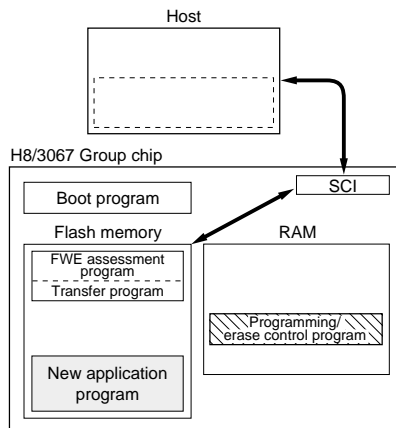 Host
H8/3067 Group chip
SCI
Boot program
Flash memory
RAM
FWE assessment
program
Transfer program
Programming/
erase control program
New application
program